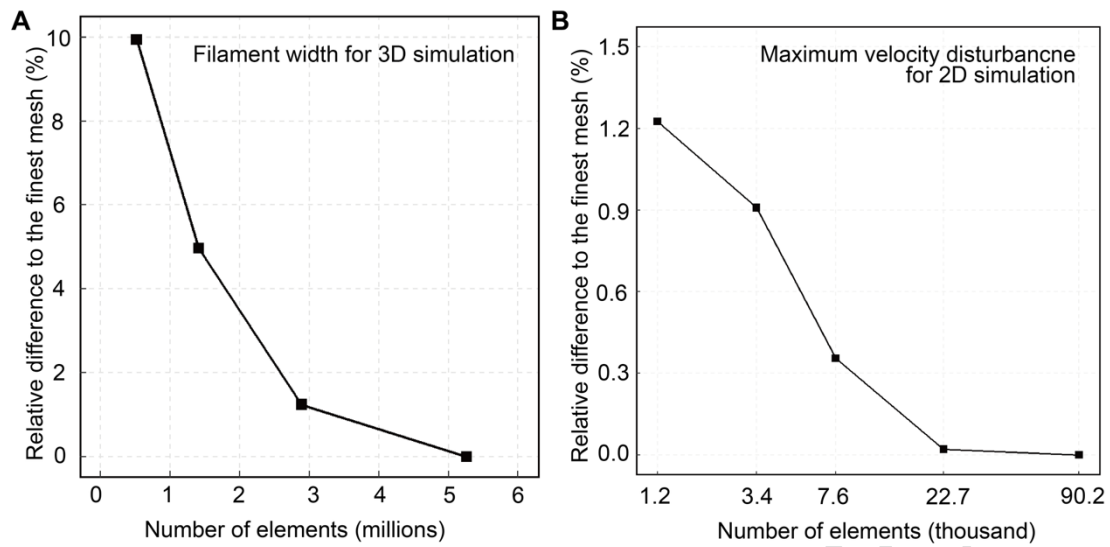 A
Filament width for 3D simulation
Relative difference to the finest mesh (%)
10
8
6
4
2
0
0 1 2 3 4 5 6
Number of elements (millions)
B
Maximum velocity disturbancne
for 2D simulation
Relative difference to the finest mesh (%)
1.5
1.2
0.9
0.6
0.3
0.0
1.2 3.4 7.6 22.7 90.2
Number of elements (thousand)